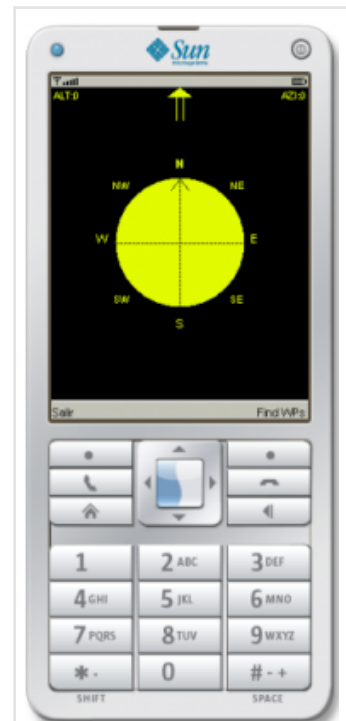 Sun
microsystems
ALT:0 AZI:0
N
NW NE
W E
SW SE
S
Salir Find WPs
1 2 ABC 3 DEF
4 GHI 5 JKL 6 MNO
7 PQRS 8 TUV 9 WXYZ
* . 0 # - +
SHIFT SPACE